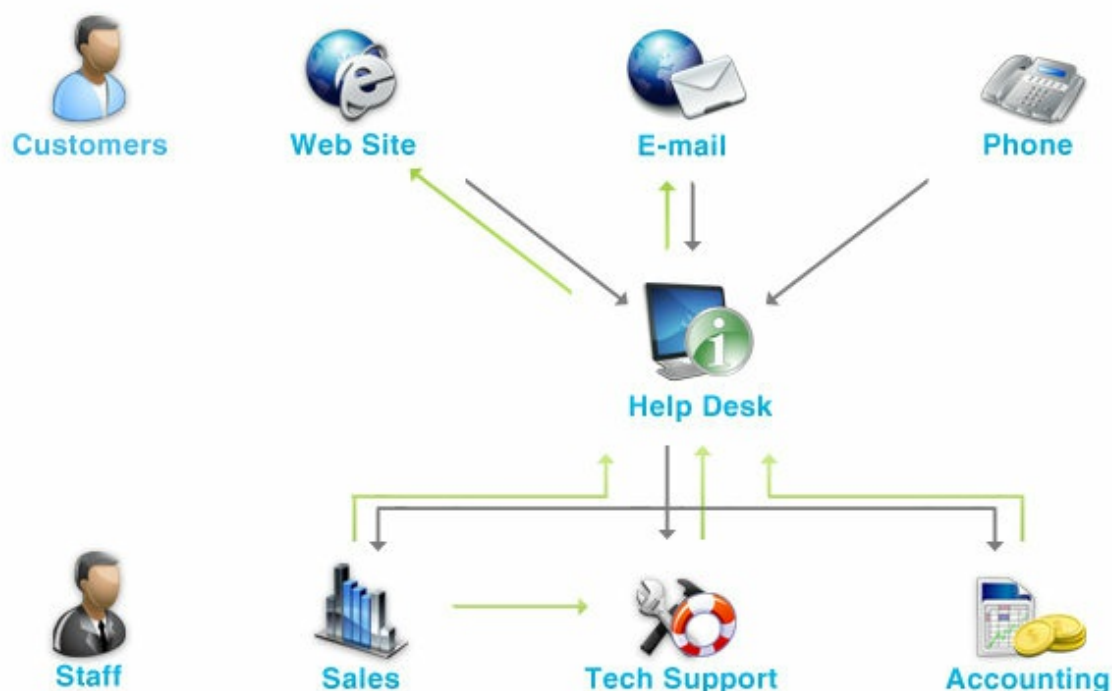 Customers
Web Site
E-mail
Phone
Help Desk
Staff
Sales
Tech Support
Accounting